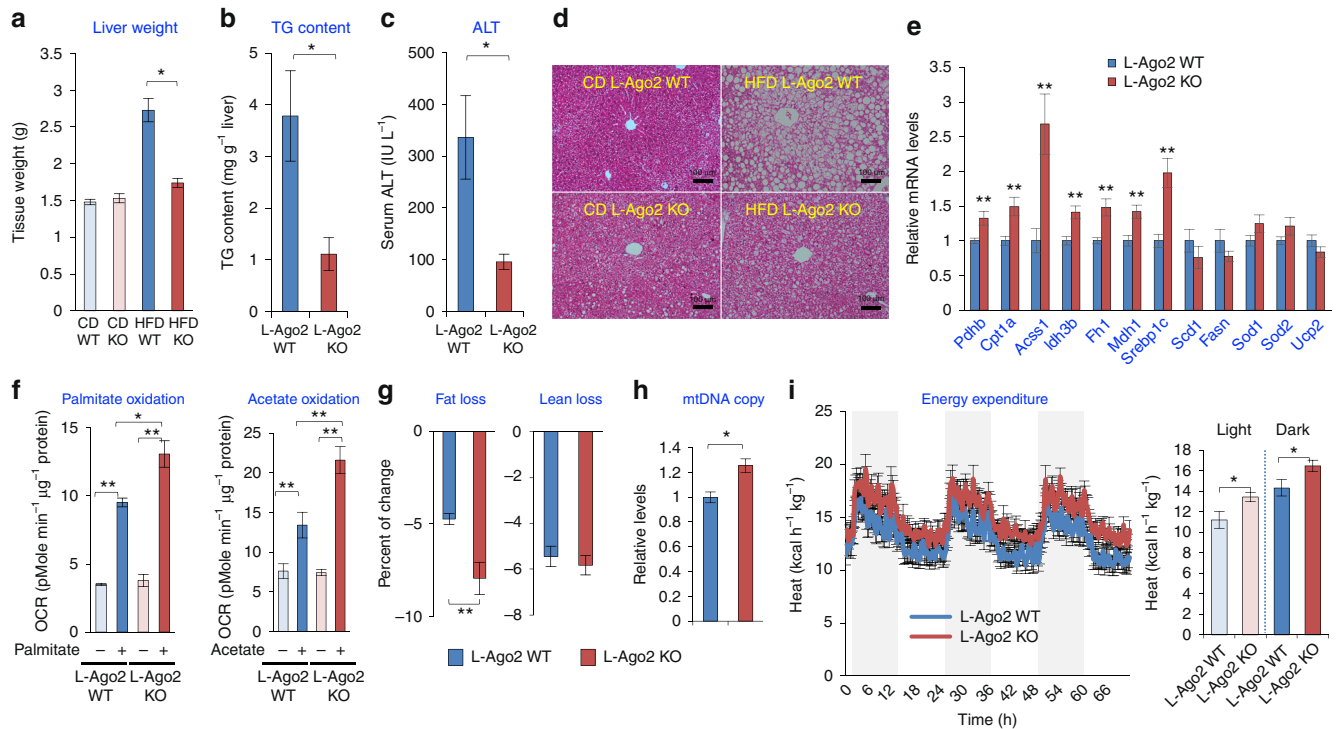 a
Liver weight
Tissue weight (g)
3.5
3
2.5
2
1.5
1
0.5
0
*
CD WT
CD KO
HFD WT
HFD KO
b
TG content
TG content (mg g⁻¹ liver)
5
4
3
2
1
0
*
L-Ago2 WT
L-Ago2 KO
c
ALT
Serum ALT (IU L⁻¹)
500
400
300
200
100
0
*
L-Ago2 WT
L-Ago2 KO
d
CD L-Ago2 WT
100 µm
HFD L-Ago2 WT
100 µm
CD L-Ago2 KO
100 µm
HFD L-Ago2 KO
100 µm
e
L-Ago2 WT
L-Ago2 KO
Relative mRNA levels
3.5
3
2.5
2
1.5
1
0.5
0
** ** ** ** ** ** **
Pdhb
Cpt1a
Acss1
Idh3b
Fh1
Mdh1
Srebp1c
Scd1
Fasn
Sod1
Sod2
Ucp2
f
Palmitate oxidation
OCR (pMole min⁻¹ µg⁻¹ protein)
15
10
5
0
*
**
**
Palmitate − + − +
L-Ago2 WT
L-Ago2 KO
Acetate oxidation
OCR (pMole min⁻¹ µg⁻¹ protein)
25
20
15
10
5
0
**
**
**
Acetate − + − +
L-Ago2 WT
L-Ago2 KO
g
Fat loss
Percent of change
0
−5
−10
**
Lean loss
0
−2
−4
−6
−8
L-Ago2 WT
L-Ago2 KO
h
mtDNA copy
Relative levels
1.4
1.2
1
0.8
0.6
0.4
0.2
0
*
i
Energy expenditure
Heat (kcal h⁻¹ kg⁻¹)
25
20
15
10
5
0
L-Ago2 WT
L-Ago2 KO
0 6 12 18 24 30 36 42 48 54 60 66
Time (h)
Light
Dark
Heat (kcal h⁻¹ kg⁻¹)
18
16
14
12
10
8
6
4
2
0
*
*
L-Ago2 WT
L-Ago2 KO
L-Ago2 WT
L-Ago2 KO